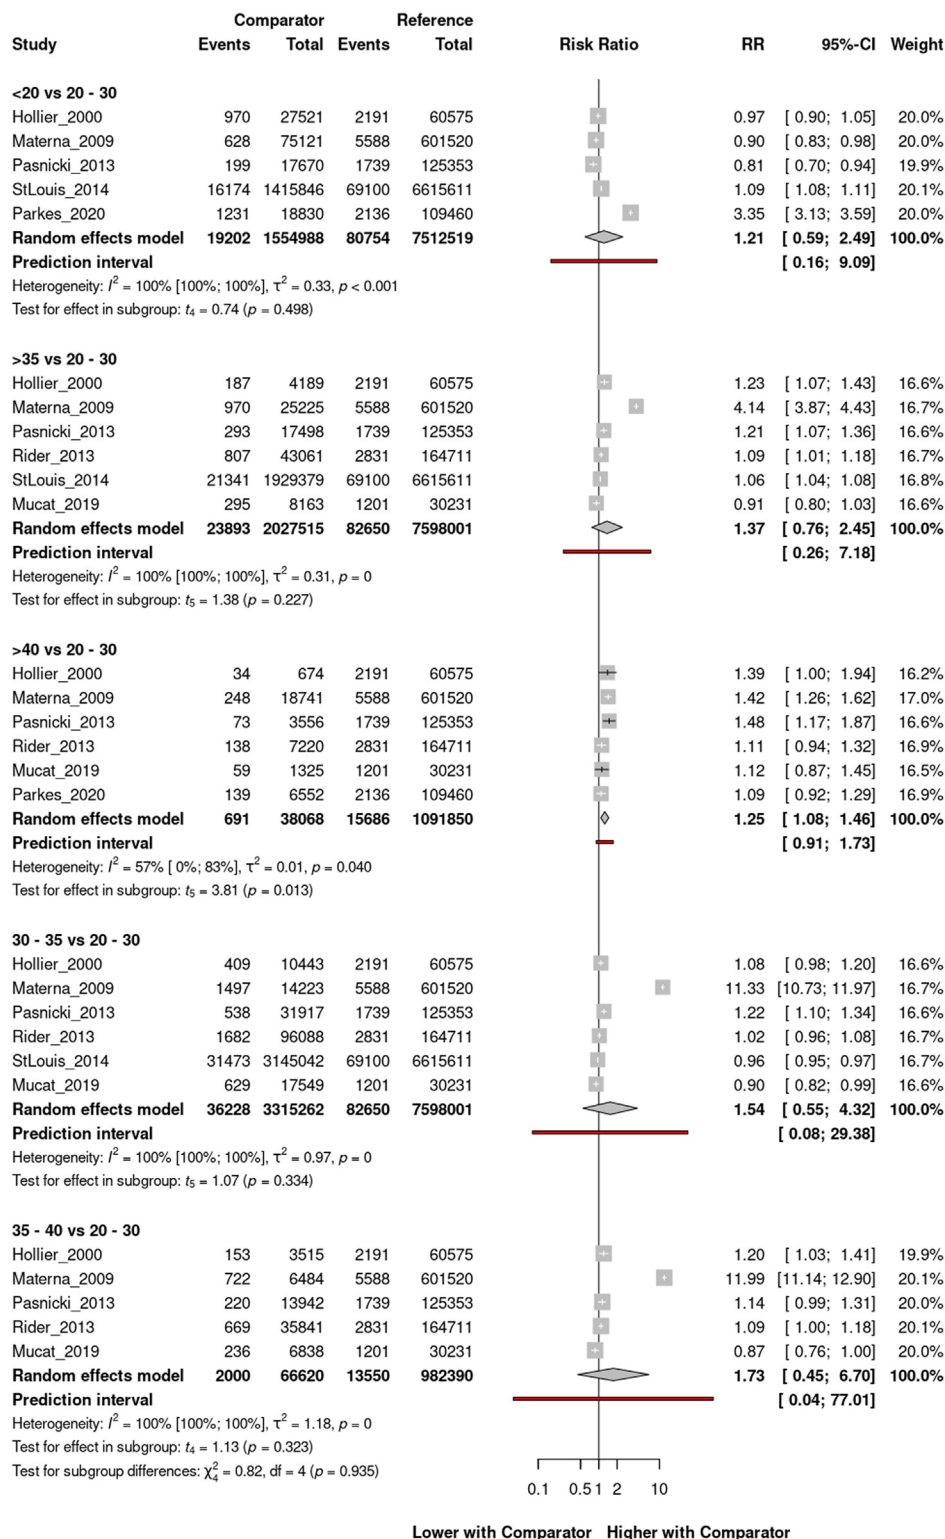 Comparator Reference
Study Events Total Events Total Risk Ratio RR 95%-CI Weight
<20 vs 20 - 30
Hollier_2000 970 27521 2191 60575 0.97 [ 0.90; 1.05] 20.0%
Materna_2009 628 75121 5588 601520 0.90 [ 0.83; 0.98] 20.0%
Pasnicki_2013 199 17670 1739 125353 0.81 [ 0.70; 0.94] 19.9%
StLouis_2014 16174 1415846 69100 6615611 1.09 [ 1.08; 1.11] 20.1%
Parkes_2020 1231 18830 2136 109460 3.35 [ 3.13; 3.59] 20.0%
Random effects model 19202 1554988 80754 7512519 1.21 [ 0.59; 2.49] 100.0%
Prediction interval [ 0.16; 9.09]
Heterogeneity: I² = 100% [100%; 100%], τ² = 0.33, p < 0.001
Test for effect in subgroup: t₄ = 0.74 (p = 0.498)
>35 vs 20 - 30
Hollier_2000 187 4189 2191 60575 1.23 [ 1.07; 1.43] 16.6%
Materna_2009 970 25225 5588 601520 4.14 [ 3.87; 4.43] 16.7%
Pasnicki_2013 293 17498 1739 125353 1.21 [ 1.07; 1.36] 16.6%
Rider_2013 807 43061 2831 164711 1.09 [ 1.01; 1.18] 16.7%
StLouis_2014 21341 1929379 69100 6615611 1.06 [ 1.04; 1.08] 16.8%
Mucat_2019 295 8163 1201 30231 0.91 [ 0.80; 1.03] 16.6%
Random effects model 23893 2027515 82650 7598001 1.37 [ 0.76; 2.45] 100.0%
Prediction interval [ 0.26; 7.18]
Heterogeneity: I² = 100% [100%; 100%], τ² = 0.31, p = 0
Test for effect in subgroup: t₅ = 1.38 (p = 0.227)
>40 vs 20 - 30
Hollier_2000 34 674 2191 60575 1.39 [ 1.00; 1.94] 16.2%
Materna_2009 248 18741 5588 601520 1.42 [ 1.26; 1.62] 17.0%
Pasnicki_2013 73 3556 1739 125353 1.48 [ 1.17; 1.87] 16.6%
Rider_2013 138 7220 2831 164711 1.11 [ 0.94; 1.32] 16.9%
Mucat_2019 59 1325 1201 30231 1.12 [ 0.87; 1.45] 16.5%
Parkes_2020 139 6552 2136 109460 1.09 [ 0.92; 1.29] 16.9%
Random effects model 691 38068 15686 1091850 1.25 [ 1.08; 1.46] 100.0%
Prediction interval [ 0.91; 1.73]
Heterogeneity: I² = 57% [ 0%; 83%], τ² = 0.01, p = 0.040
Test for effect in subgroup: t₅ = 3.81 (p = 0.013)
30 - 35 vs 20 - 30
Hollier_2000 409 10443 2191 60575 1.08 [ 0.98; 1.20] 16.6%
Materna_2009 1497 14223 5588 601520 11.33 [10.73; 11.97] 16.7%
Pasnicki_2013 538 31917 1739 125353 1.22 [ 1.10; 1.34] 16.6%
Rider_2013 1682 96088 2831 164711 1.02 [ 0.96; 1.08] 16.7%
StLouis_2014 31473 3145042 69100 6615611 0.96 [ 0.95; 0.97] 16.7%
Mucat_2019 629 17549 1201 30231 0.90 [ 0.82; 0.99] 16.6%
Random effects model 36228 3315262 82650 7598001 1.54 [ 0.55; 4.32] 100.0%
Prediction interval [ 0.08; 29.38]
Heterogeneity: I² = 100% [100%; 100%], τ² = 0.97, p = 0
Test for effect in subgroup: t₅ = 1.07 (p = 0.334)
35 - 40 vs 20 - 30
Hollier_2000 153 3515 2191 60575 1.20 [ 1.03; 1.41] 19.9%
Materna_2009 722 6484 5588 601520 11.99 [11.14; 12.90] 20.1%
Pasnicki_2013 220 13942 1739 125353 1.14 [ 0.99; 1.31] 20.0%
Rider_2013 669 35841 2831 164711 1.09 [ 1.00; 1.18] 20.1%
Mucat_2019 236 6838 1201 30231 0.87 [ 0.76; 1.00] 20.0%
Random effects model 2000 66620 13550 982390 1.73 [ 0.45; 6.70] 100.0%
Prediction interval [ 0.04; 77.01]
Heterogeneity: I² = 100% [100%; 100%], τ² = 1.18, p = 0
Test for effect in subgroup: t₄ = 1.13 (p = 0.323)
Test for subgroup differences: χ²₄ = 0.82, df = 4 (p = 0.935)
0.1 0.5 1 2 10
Lower with Comparator Higher with Comparator